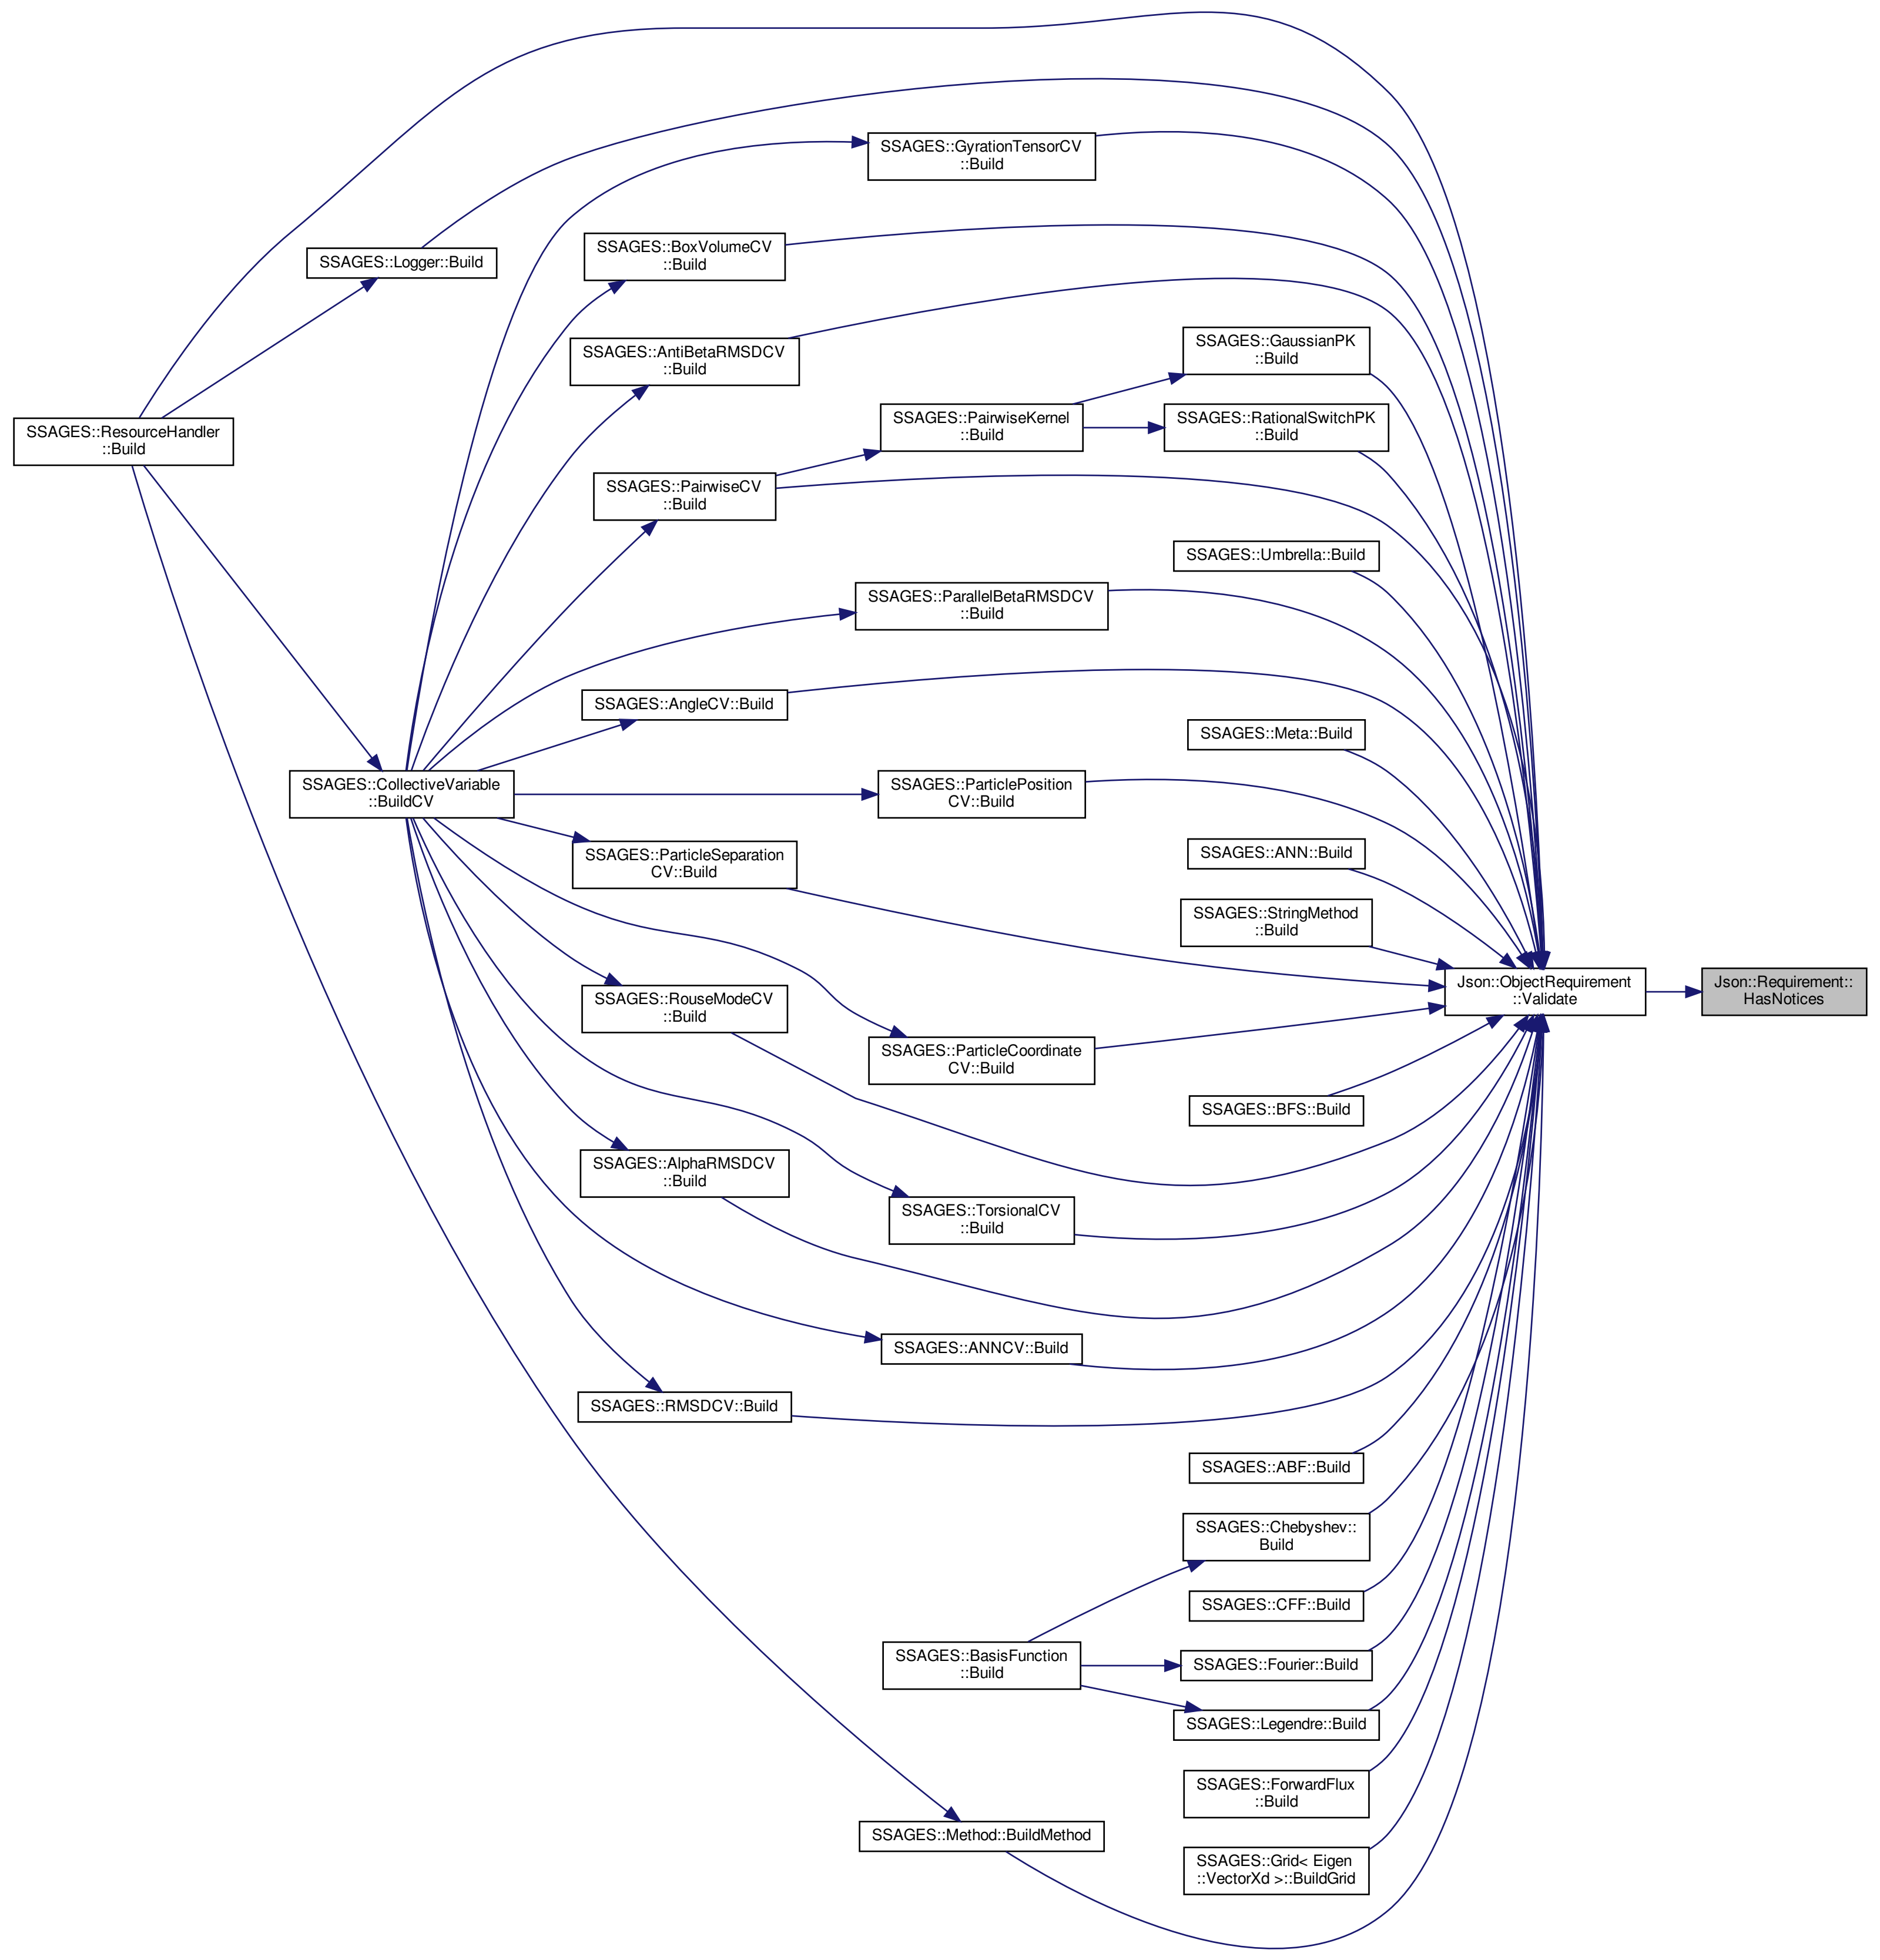 SSAGES::GyrationTensorCV
::Build
SSAGES::BoxVolumeCV
::Build
SSAGES::Logger::Build
SSAGES::AntiBetaRMSDCV
::Build
SSAGES::GaussianPK
::Build
SSAGES::PairwiseKernel
::Build
SSAGES::RationalSwitchPK
::Build
SSAGES::ResourceHandler
::Build
SSAGES::PairwiseCV
::Build
SSAGES::Umbrella::Build
SSAGES::ParallelBetaRMSDCV
::Build
SSAGES::AngleCV::Build
SSAGES::Meta::Build
SSAGES::CollectiveVariable
::BuildCV
SSAGES::ParticlePosition
CV::Build
SSAGES::ParticleSeparation
CV::Build
SSAGES::ANN::Build
SSAGES::StringMethod
::Build
Json::ObjectRequirement
::Validate
Json::Requirement::
HasNotices
SSAGES::RouseModeCV
::Build
SSAGES::ParticleCoordinate
CV::Build
SSAGES::BFS::Build
SSAGES::AlphaRMSDCV
::Build
SSAGES::TorsionalCV
::Build
SSAGES::ANNCV::Build
SSAGES::RMSDCV::Build
SSAGES::ABF::Build
SSAGES::Chebyshev::
Build
SSAGES::CFF::Build
SSAGES::BasisFunction
::Build
SSAGES::Fourier::Build
SSAGES::Legendre::Build
SSAGES::ForwardFlux
::Build
SSAGES::Method::BuildMethod
SSAGES::Grid< Eigen
::VectorXd >::BuildGrid